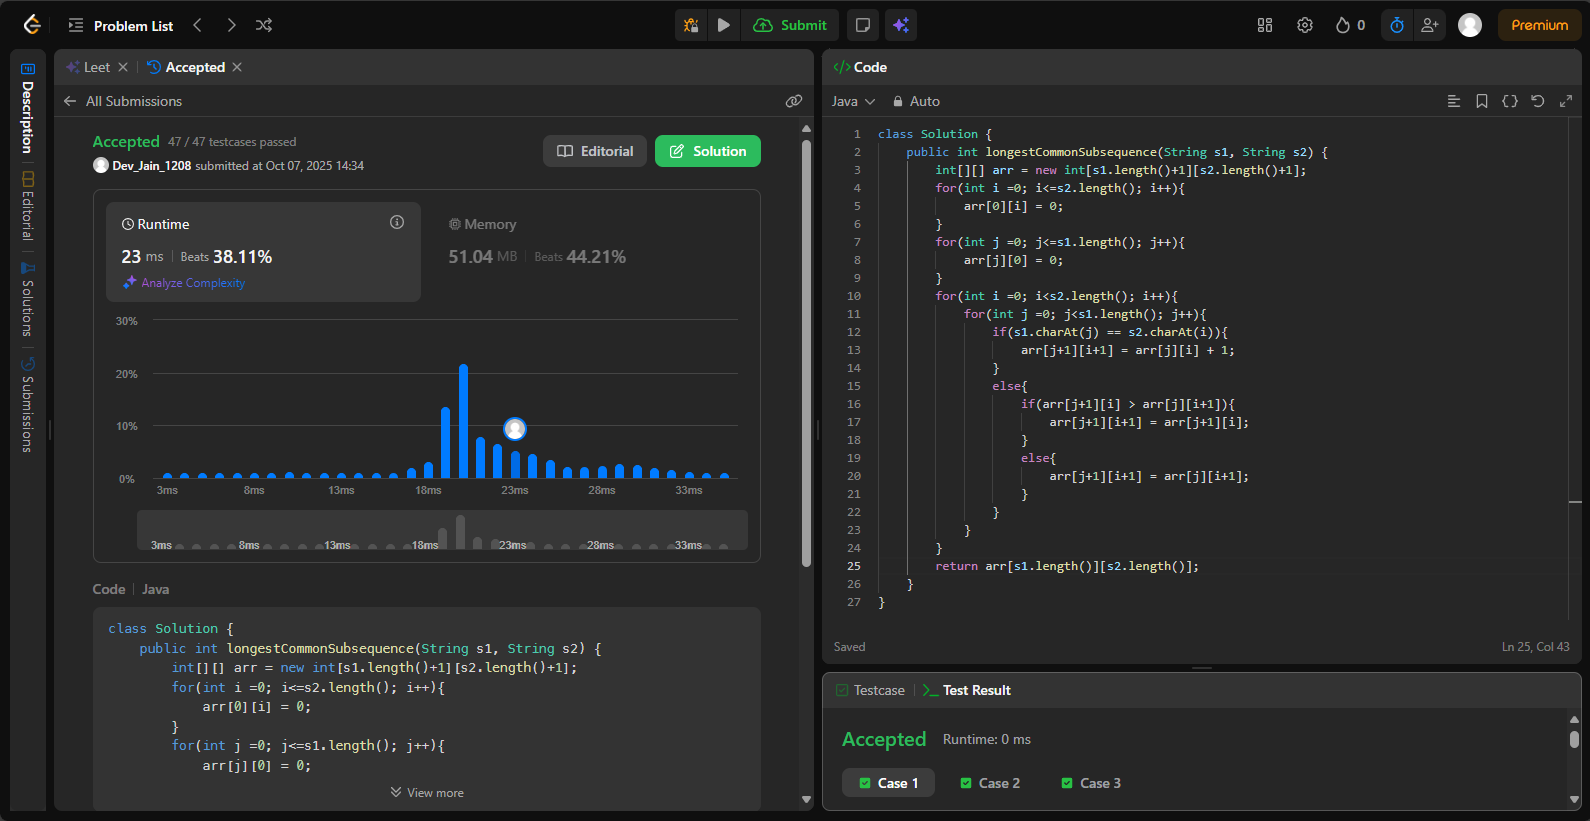 Problem List
Submit
0
Premium
Description
Editorial
Solutions
Submissions
Leet
Accepted
All Submissions
Accepted 47 / 47 testcases passed
Dev_Jain_1208 submitted at Oct 07, 2025 14:34
Editorial
Solution
Runtime
23 ms Beats 38.11%
Analyze Complexity
Memory
51.04 MB Beats 44.21%
30%
20%
10%
0%
3ms 8ms 13ms 18ms 23ms 28ms 33ms
3ms 8ms 13ms 18ms 23ms 28ms 33ms
Code Java
class Solution {
    public int longestCommonSubsequence(String s1, String s2) {
        int[][] arr = new int[s1.length()+1][s2.length()+1];
        for(int i =0; i<=s2.length(); i++){
            arr[0][i] = 0;
        }
        for(int j =0; j<=s1.length(); j++){
            arr[j][0] = 0;
View more
Code
Java Auto
1 class Solution {
2     public int longestCommonSubsequence(String s1, String s2) {
3         int[][] arr = new int[s1.length()+1][s2.length()+1];
4         for(int i =0; i<=s2.length(); i++){
5             arr[0][i] = 0;
6         }
7         for(int j =0; j<=s1.length(); j++){
8             arr[j][0] = 0;
9         }
10         for(int i =0; i<s2.length(); i++){
11             for(int j =0; j<s1.length(); j++){
12                 if(s1.charAt(j) == s2.charAt(i)){
13                     arr[j+1][i+1] = arr[j][i] + 1;
14                 }
15                 else{
16                     if(arr[j+1][i] > arr[j][i+1]){
17                         arr[j+1][i+1] = arr[j+1][i];
18                     }
19                     else{
20                         arr[j+1][i+1] = arr[j][i+1];
21                     }
22                 }
23             }
24         }
25         return arr[s1.length()][s2.length()];
26     }
27 }
Saved
Ln 25, Col 43
Testcase
Test Result
Accepted Runtime: 0 ms
Case 1 Case 2 Case 3